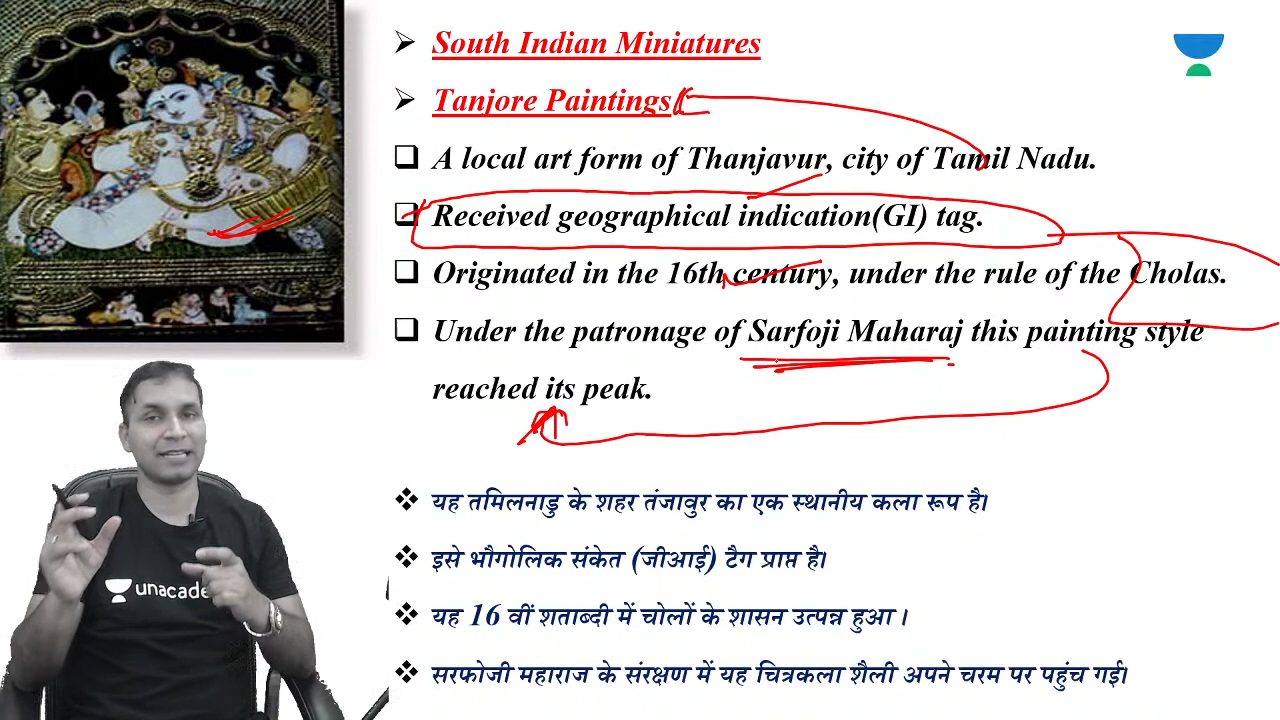 South Indian Miniatures
Tanjore Paintings
A local art form of Thanjavur, city of Tamil Nadu.
Received geographical indication(GI) tag.
Originated in the 16th century, under the rule of the Cholas.
Under the patronage of Sarfoji Maharaj this painting style
reached its peak.
यह तमिलनाडु के शहर तंजावुर का एक स्थानीय कला रूप है।
इसे भौगोलिक संकेत (जीआई) टैग प्राप्त है।
यह 16 वीं शताब्दी में चोलों के शासन उत्पन्न हुआ ।
सरफोजी महाराज के संरक्षण में यह चित्रकला शैली अपने चरम पर पहुंच गई।
unacade